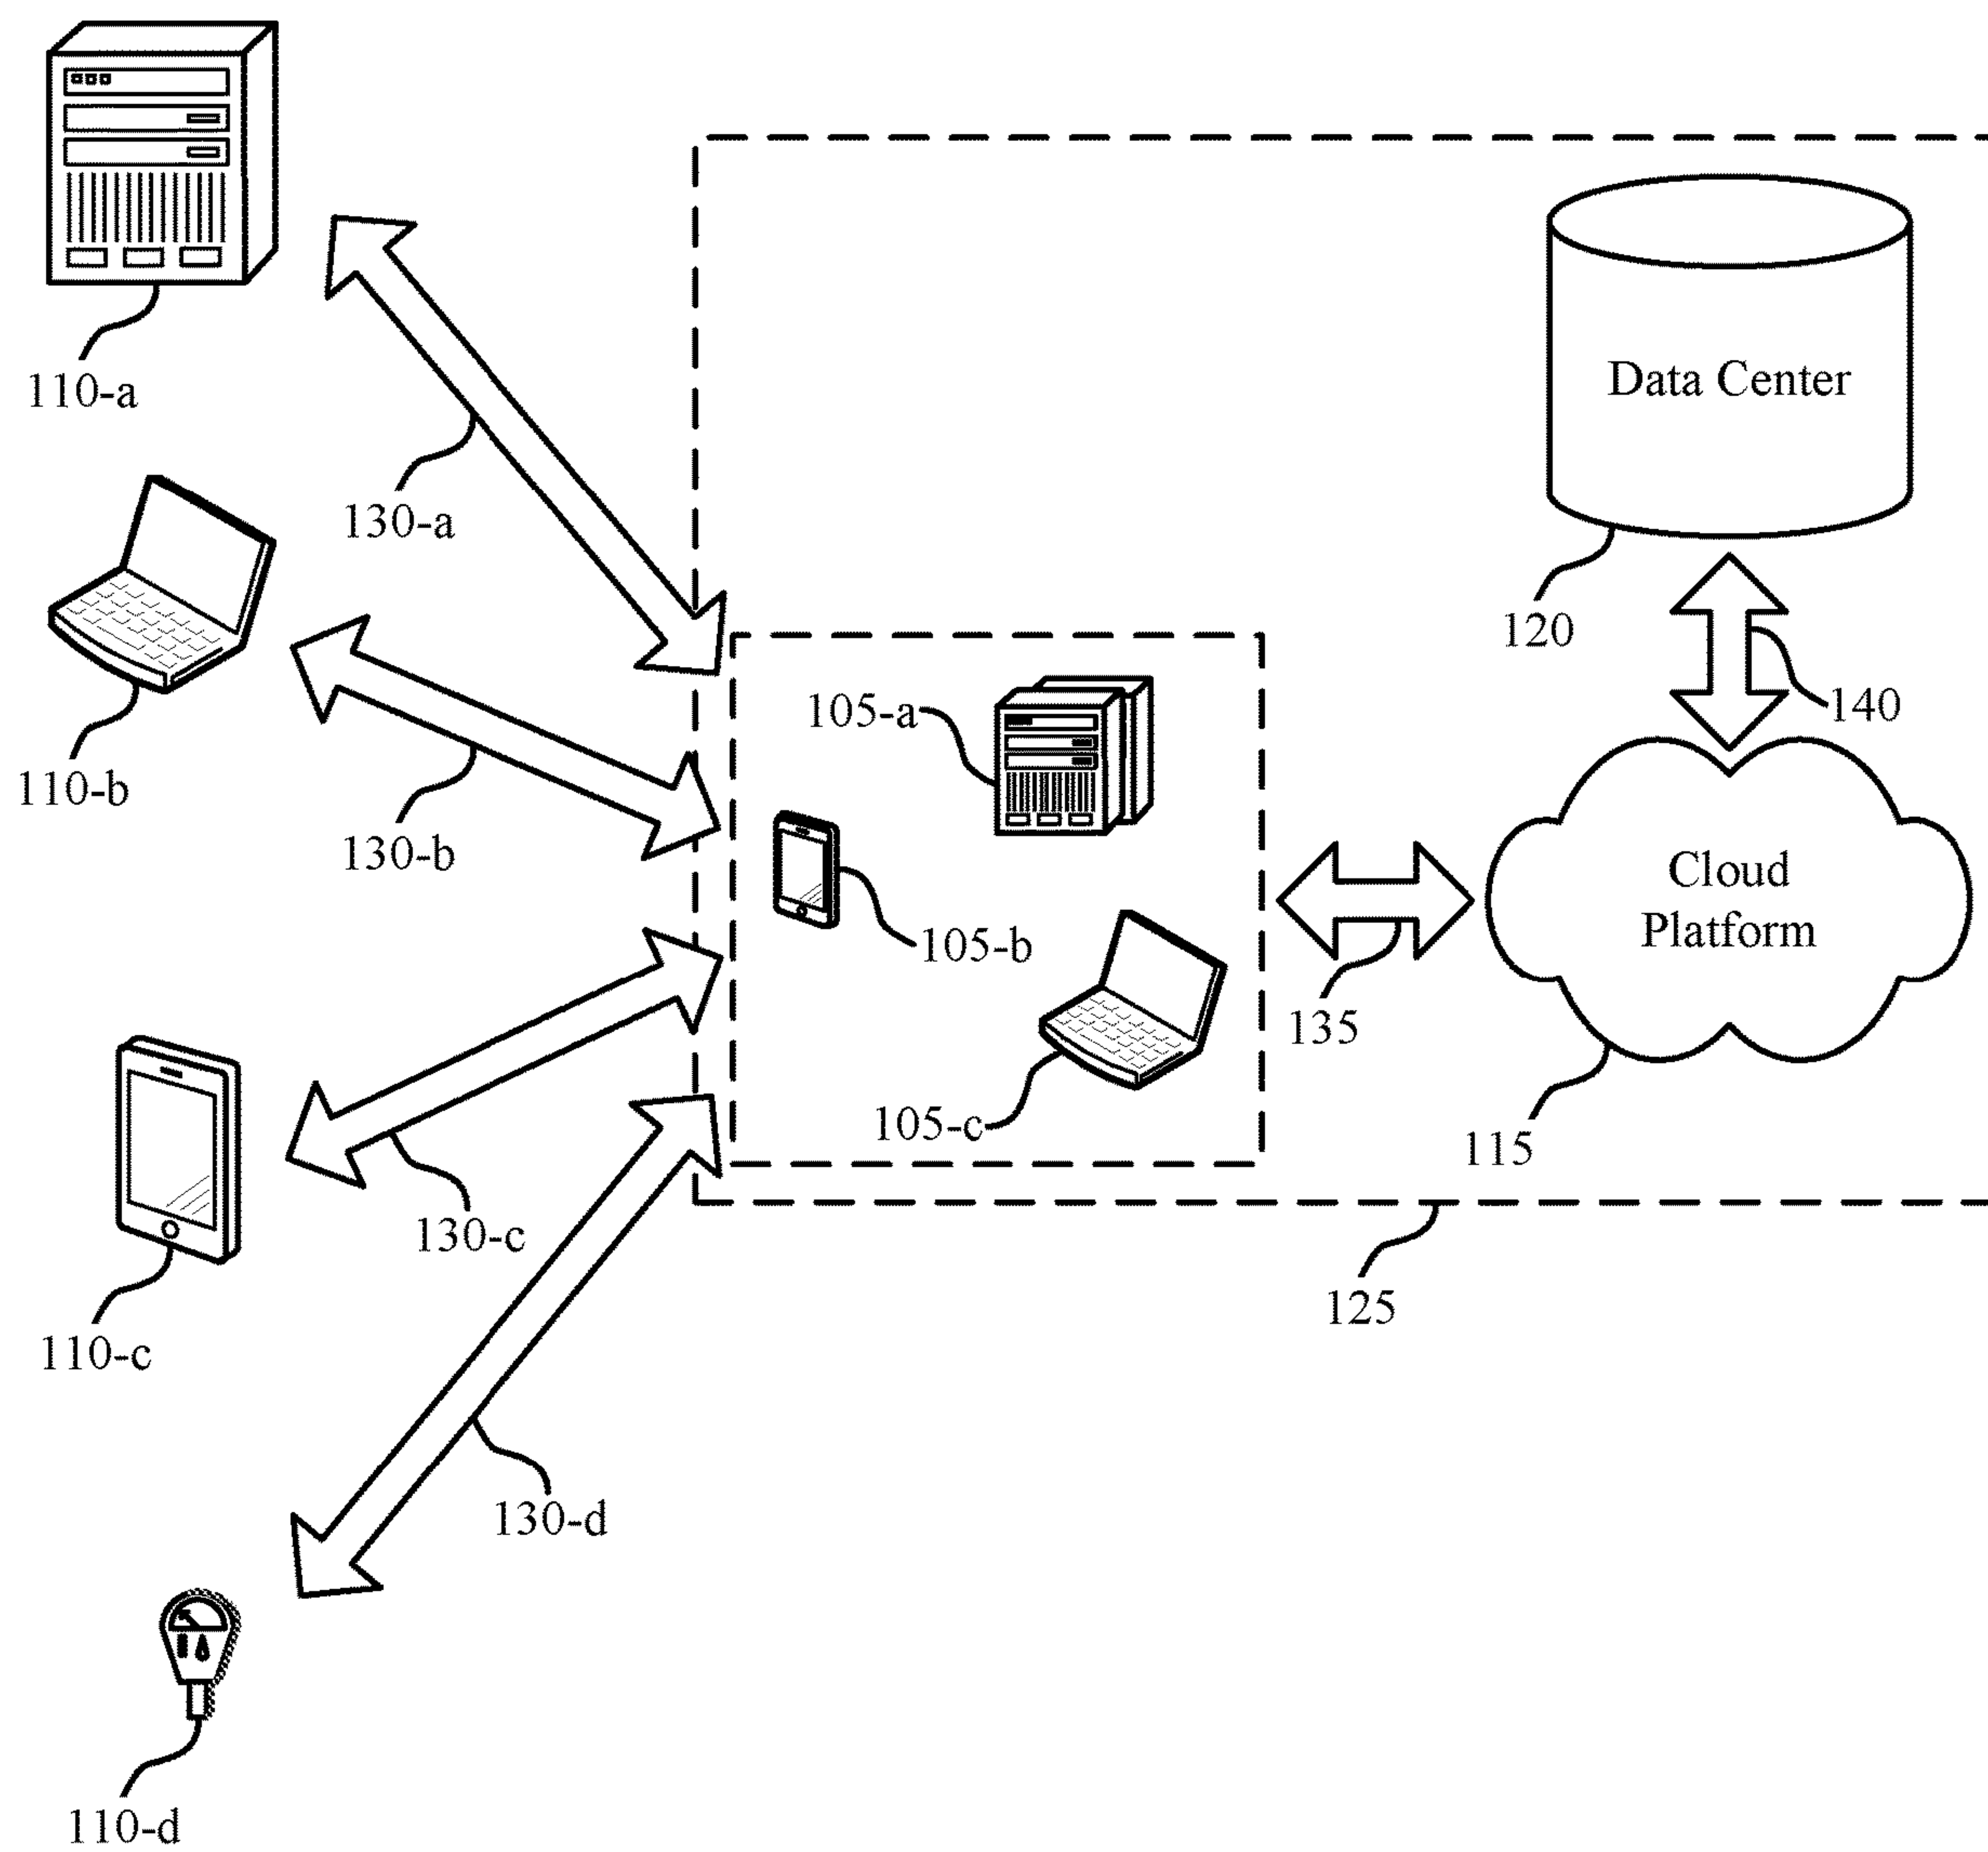 110-a
130-a
Data Center
120
140
105-a
110-b
130-b
105-b
Cloud
Platform
135
105-c
115
130-c
125
110-c
130-d
110-d